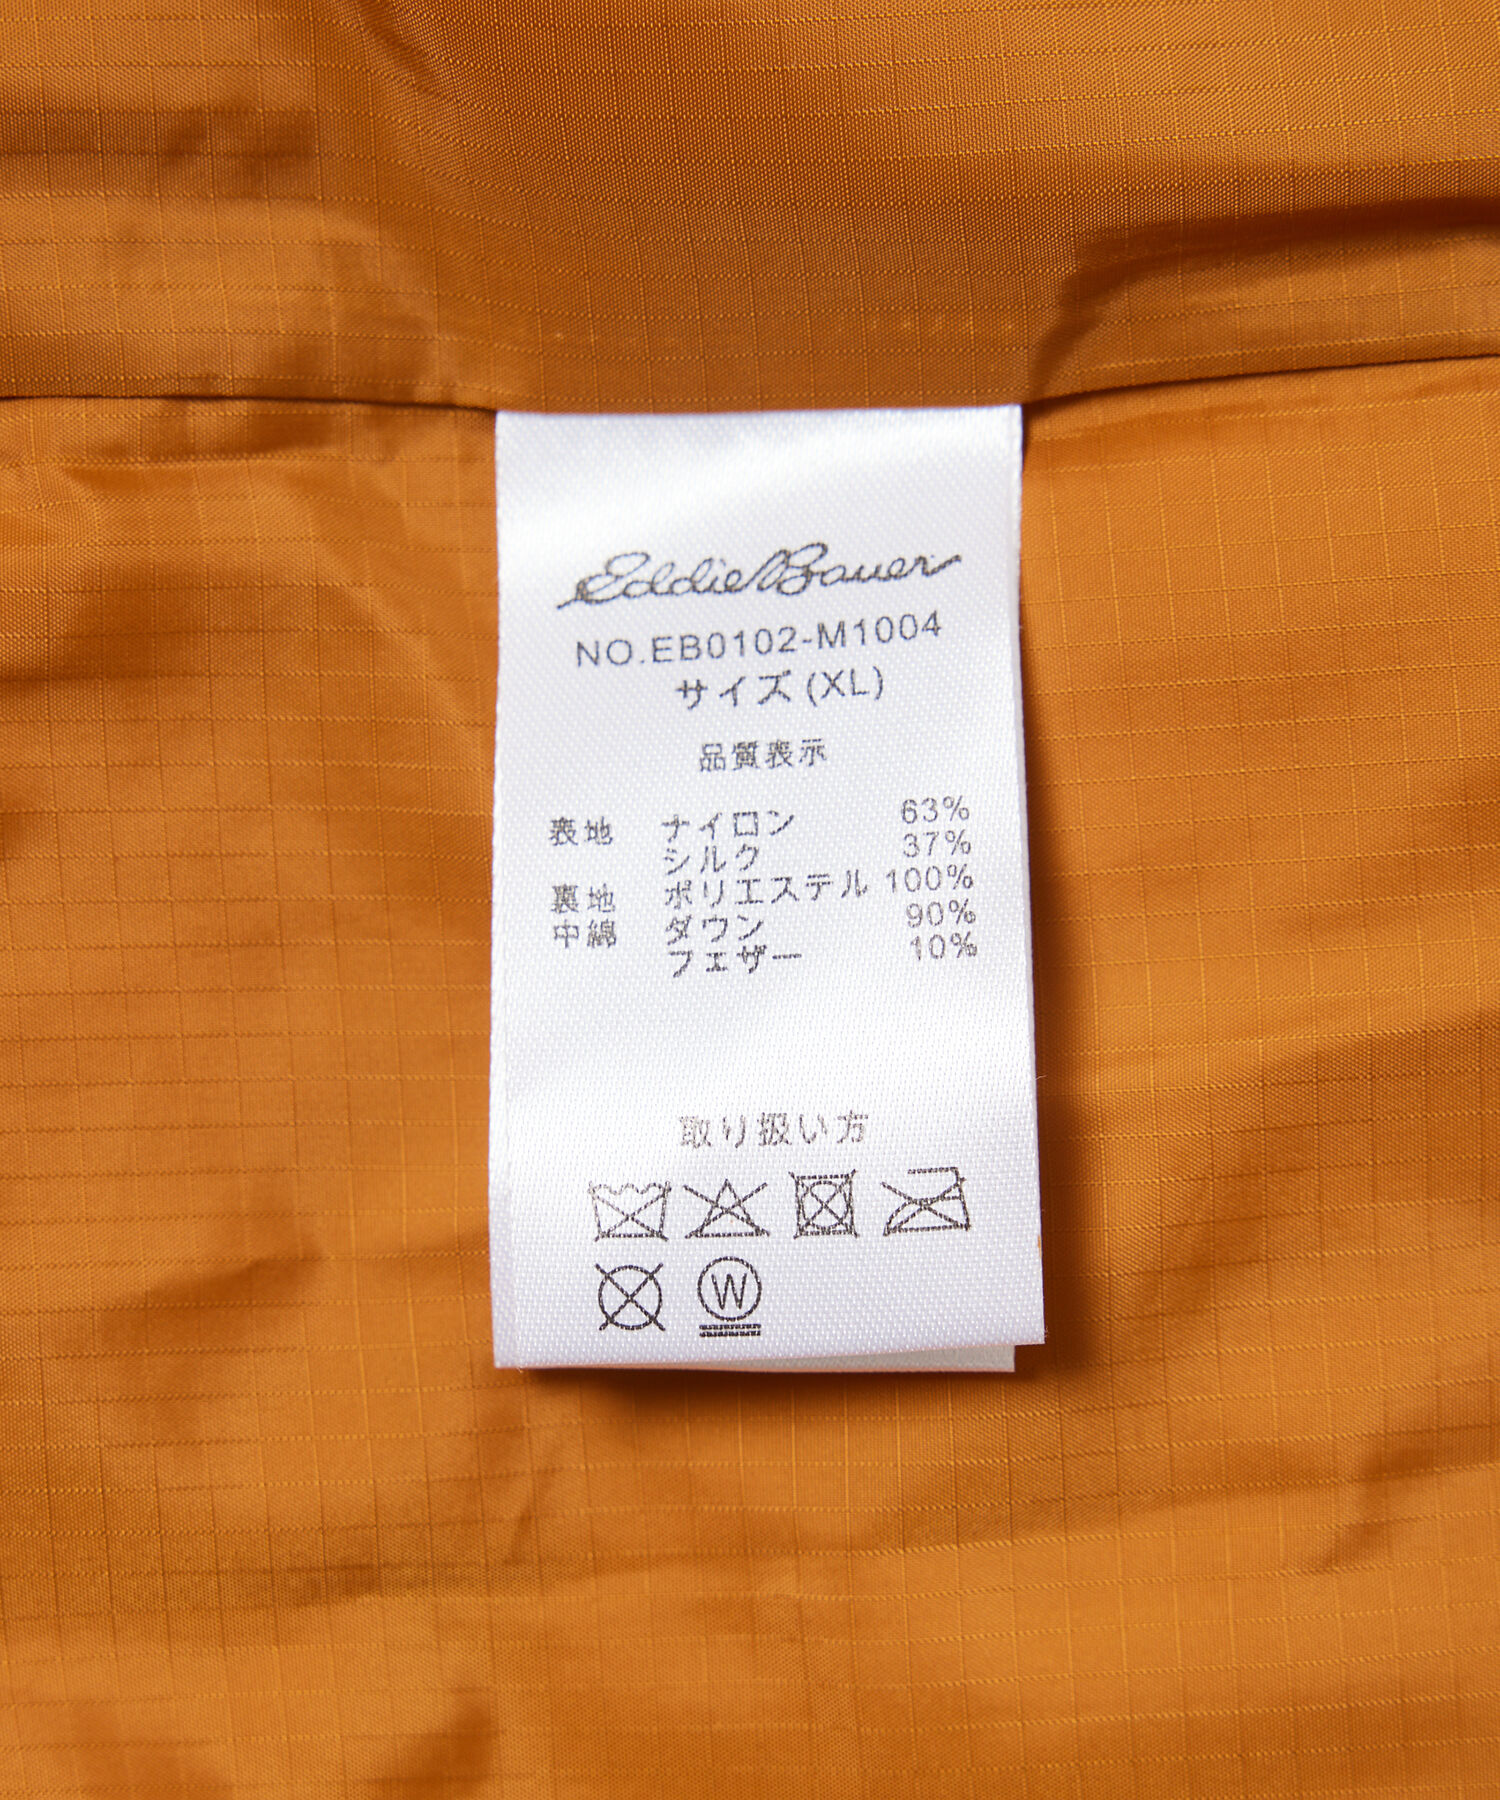 Eddie Bauer
NO.EB0102-M1004
サイズ(XL)
品質表示
表地 ナイロン 63%
シルク 37%
裏地 ポリエステル 100%
中綿 ダウン 90%
フェザー 10%
取り扱い方
W